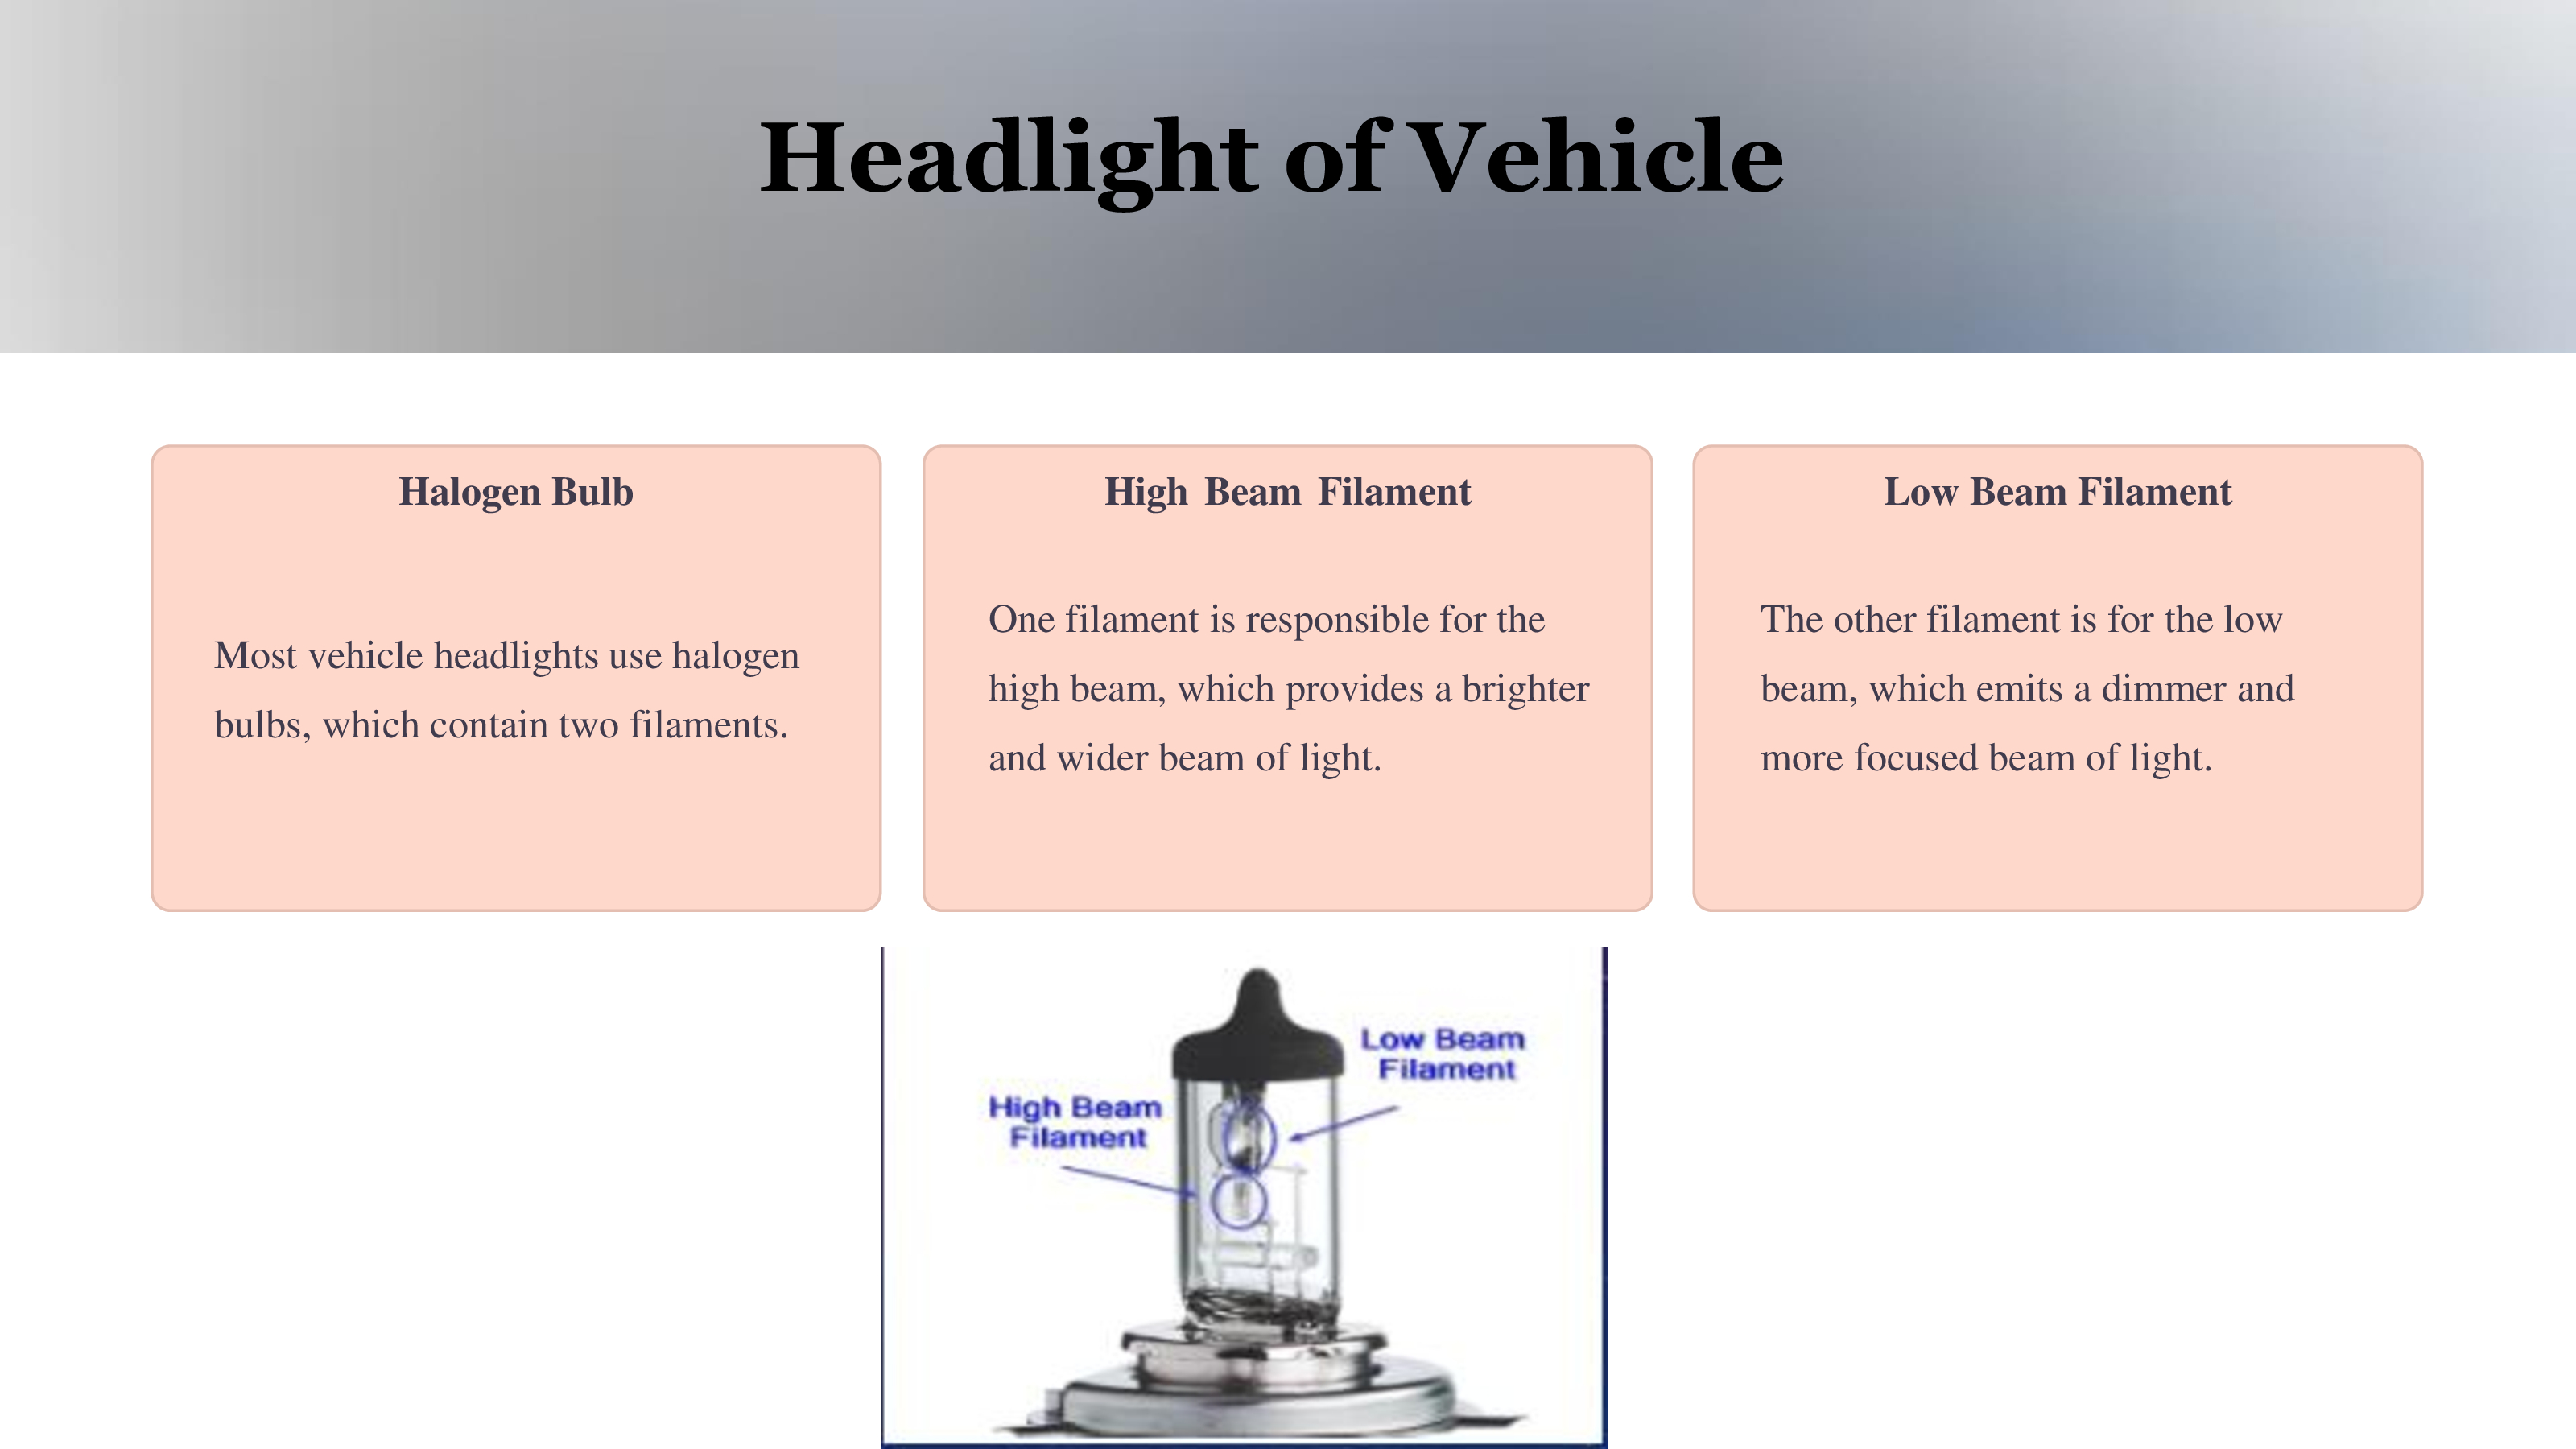 Headlight of Vehicle
Halogen Bulb
Most vehicle headlights use halogen
bulbs, which contain two filaments.
High Beam Filament
One filament is responsible for the
high beam, which provides a brighter
and wider beam of light.
Low Beam Filament
The other filament is for the low
beam, which emits a dimmer and
more focused beam of light.
Low Beam
Filament
High Beam
Filament